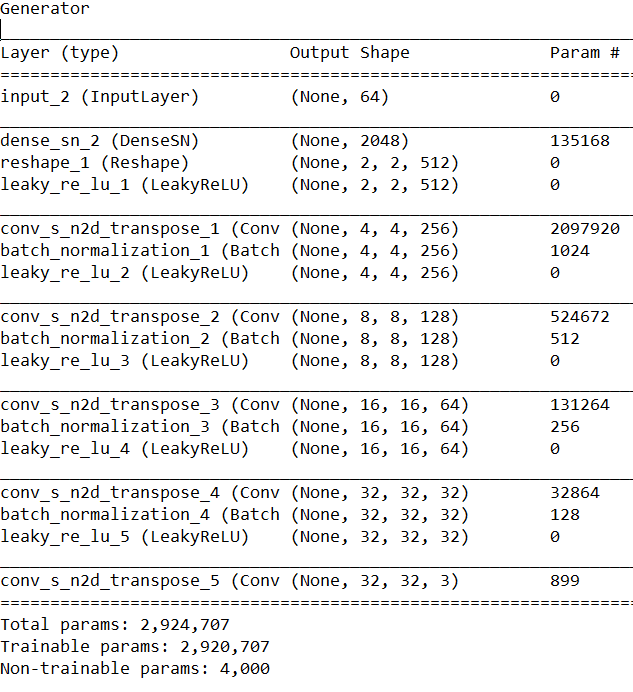 Generator
Layer (type) Output Shape Param #
input_2 (InputLayer) (None, 64) 0
dense_sn_2 (DenseSN) (None, 2048) 135168
reshape_1 (Reshape) (None, 2, 2, 512) 0
leaky_re_lu_1 (LeakyReLU) (None, 2, 2, 512) 0
conv_s_n2d_transpose_1 (Conv (None, 4, 4, 256) 2097920
batch_normalization_1 (Batch (None, 4, 4, 256) 1024
leaky_re_lu_2 (LeakyReLU) (None, 4, 4, 256) 0
conv_s_n2d_transpose_2 (Conv (None, 8, 8, 128) 524672
batch_normalization_2 (Batch (None, 8, 8, 128) 512
leaky_re_lu_3 (LeakyReLU) (None, 8, 8, 128) 0
conv_s_n2d_transpose_3 (Conv (None, 16, 16, 64) 131264
batch_normalization_3 (Batch (None, 16, 16, 64) 256
leaky_re_lu_4 (LeakyReLU) (None, 16, 16, 64) 0
conv_s_n2d_transpose_4 (Conv (None, 32, 32, 32) 32864
batch_normalization_4 (Batch (None, 32, 32, 32) 128
leaky_re_lu_5 (LeakyReLU) (None, 32, 32, 32) 0
conv_s_n2d_transpose_5 (Conv (None, 32, 32, 3) 899
Total params: 2,924,707
Trainable params: 2,920,707
Non-trainable params: 4,000